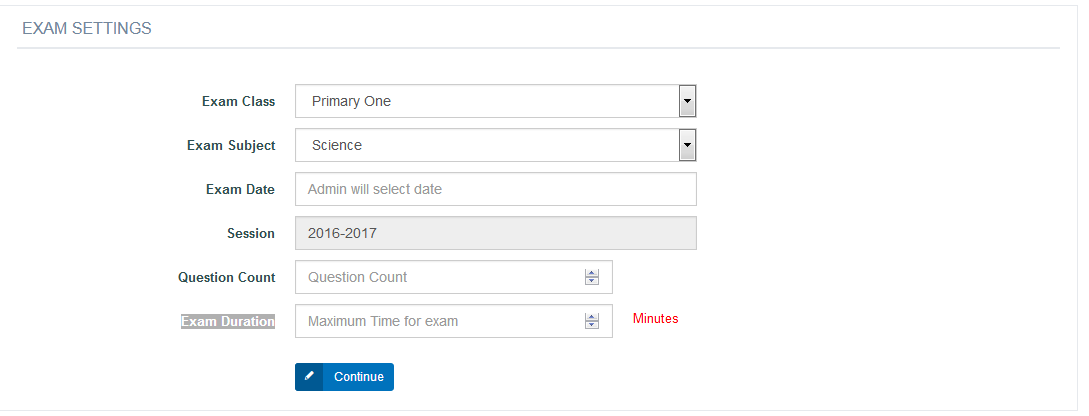 EXAM SETTINGS
Exam Class Primary One
Exam Subject Science
Exam Date Admin will select date
Session 2016-2017
Question Count Question Count
Exam Duration Maximum Time for exam Minutes
Continue